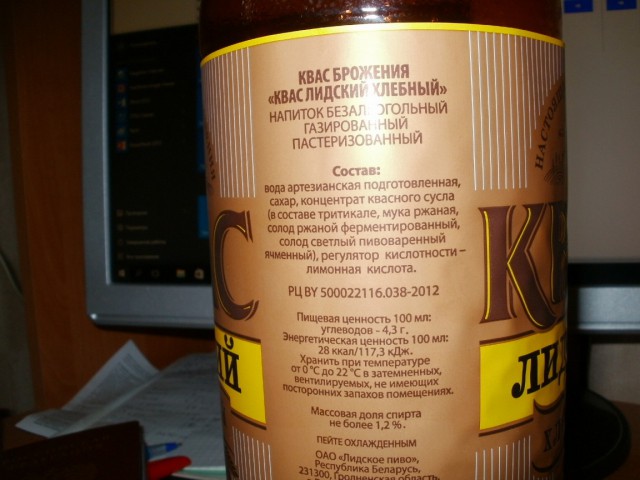 КВАС БРОЖЕНИЯ
«КВАС ЛИДСКИЙ ХЛЕБНЫЙ»
НАПИТОК БЕЗАЛКОГОЛЬНЫЙ
ГАЗИРОВАННЫЙ
ПАСТЕРИЗОВАННЫЙ
Состав:
вода артезианская подготовленная,
сахар, концентрат квасного сусла
(в составе тритикале, мука ржаная,
солод ржаной ферментированный,
солод светлый пивоваренный
ячменный), регулятор кислотности –
лимонная кислота.
РЦ BY 500022116.038-2012
Пищевая ценность 100 мл:
углеводов – 4,3 г.
Энергетическая ценность 100 мл:
28 ккал/117,3 кДж.
Хранить при температуре
от 0 °С до 22 °С в затемненных,
вентилируемых, не имеющих
посторонних запахов помещениях.
Массовая доля спирта
не более 1,2 %.
ПЕЙТЕ ОХЛАЖДЕННЫМ
ОАО «Лидское пиво»,
Республика Беларусь,
231300, Гродненская область,